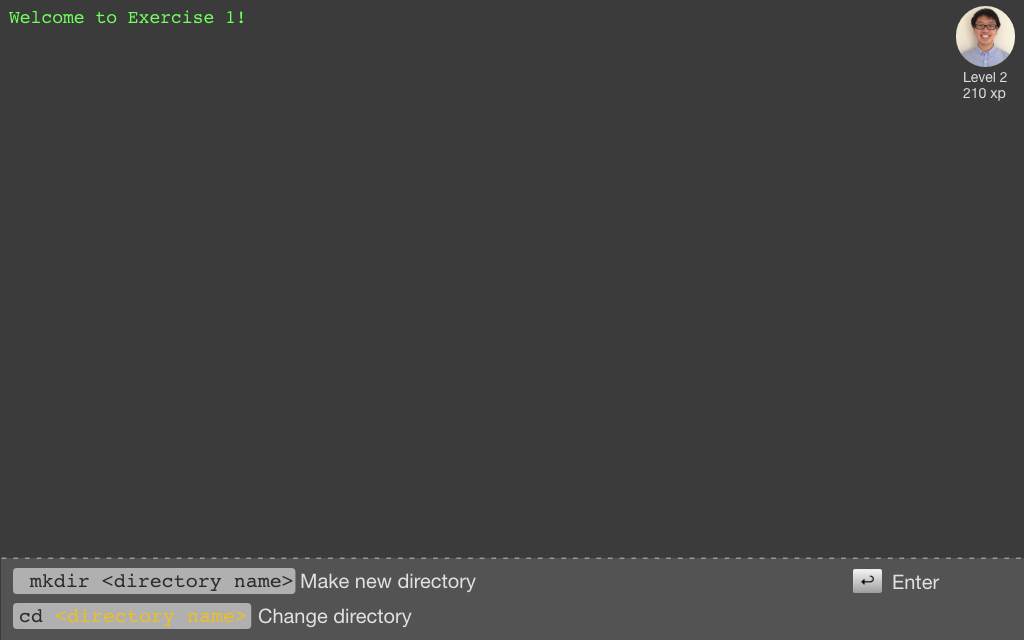 Welcome to Exercise 1!
Level 2
210 xp
mkdir <directory name> Make new directory
↩ Enter
cd <directory name> Change directory